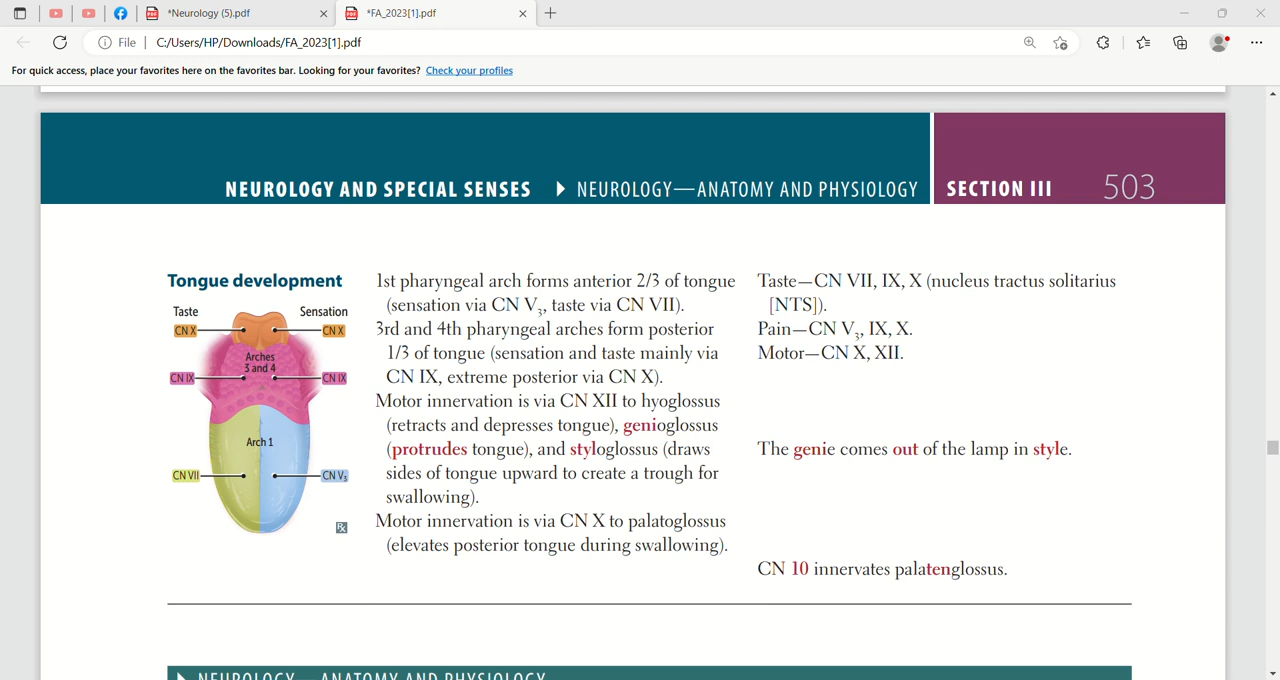 *Neurology (5).pdf
*FA_2023[1].pdf
File
C:/Users/HP/Downloads/FA_2023[1].pdf
For quick access, place your favorites here on the favorites bar. Looking for your favorites? Check your profiles
NEUROLOGY AND SPECIAL SENSES ▶ NEUROLOGY—ANATOMY AND PHYSIOLOGY
SECTION III 503
Tongue development
Taste
Sensation
CN X
CN X
Arches
3 and 4
CN IX
CN IX
Arch 1
CN VII
CN V₃
Rx
1st pharyngeal arch forms anterior 2/3 of tongue
(sensation via CN V₃, taste via CN VII).
3rd and 4th pharyngeal arches form posterior
1/3 of tongue (sensation and taste mainly via
CN IX, extreme posterior via CN X).
Motor innervation is via CN XII to hyoglossus
(retracts and depresses tongue), genioglossus
(protrudes tongue), and styloglossus (draws
sides of tongue upward to create a trough for
swallowing).
Motor innervation is via CN X to palatoglossus
(elevates posterior tongue during swallowing).
Taste—CN VII, IX, X (nucleus tractus solitarius
[NTS]).
Pain—CN V₃, IX, X.
Motor—CN X, XII.
The genie comes out of the lamp in style.
CN 10 innervates palatenglossus.
▶ NEUROLOGY—ANATOMY AND PHYSIOLOGY